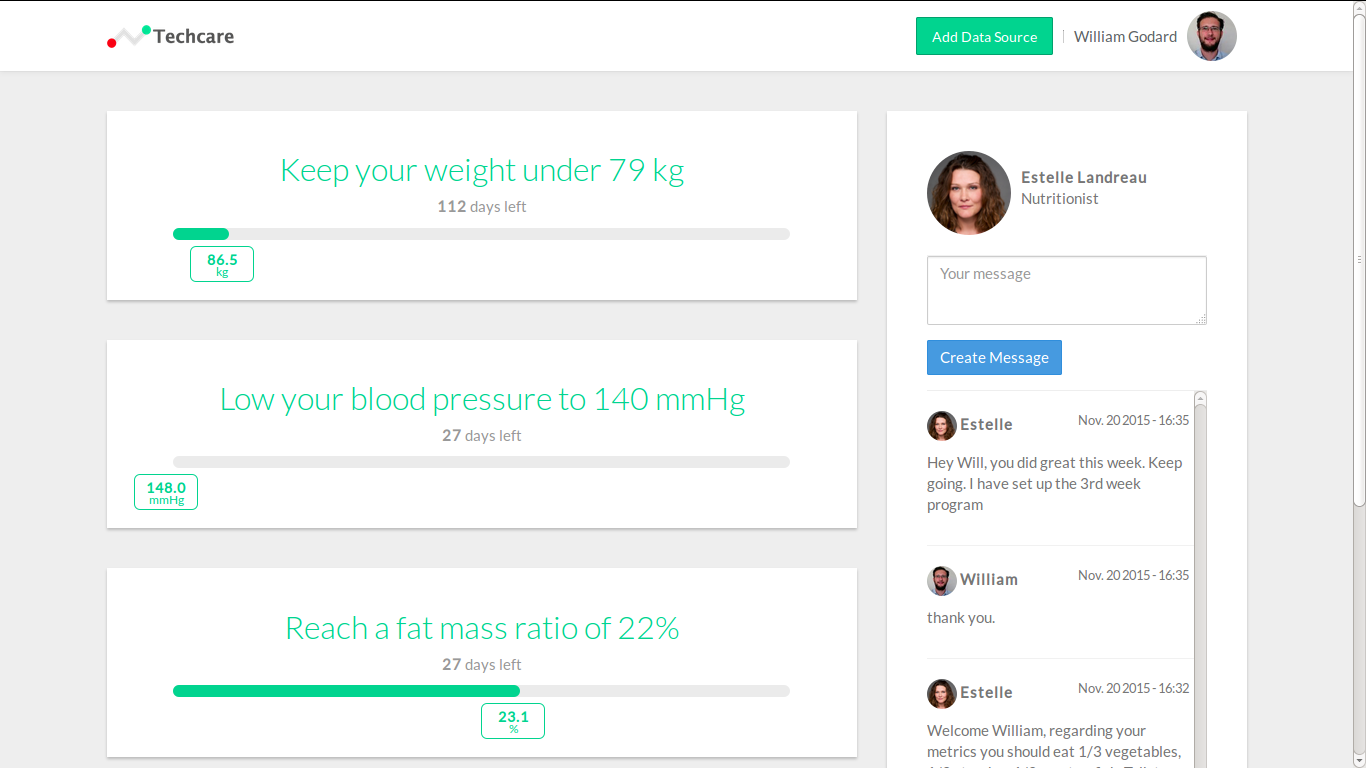 Techcare
Add Data Source
William Godard
Keep your weight under 79 kg
112 days left
86.5
kg
Low your blood pressure to 140 mmHg
27 days left
148.0
mmHg
Reach a fat mass ratio of 22%
27 days left
23.1
%
Estelle Landreau
Nutritionist
Your message
Create Message
Estelle
Nov. 20 2015 - 16:35
Hey Will, you did great this week. Keep
going. I have set up the 3rd week
program
William
Nov. 20 2015 - 16:35
thank you.
Estelle
Nov. 20 2015 - 16:32
Welcome William, regarding your
metrics you should eat 1/3 vegetables,